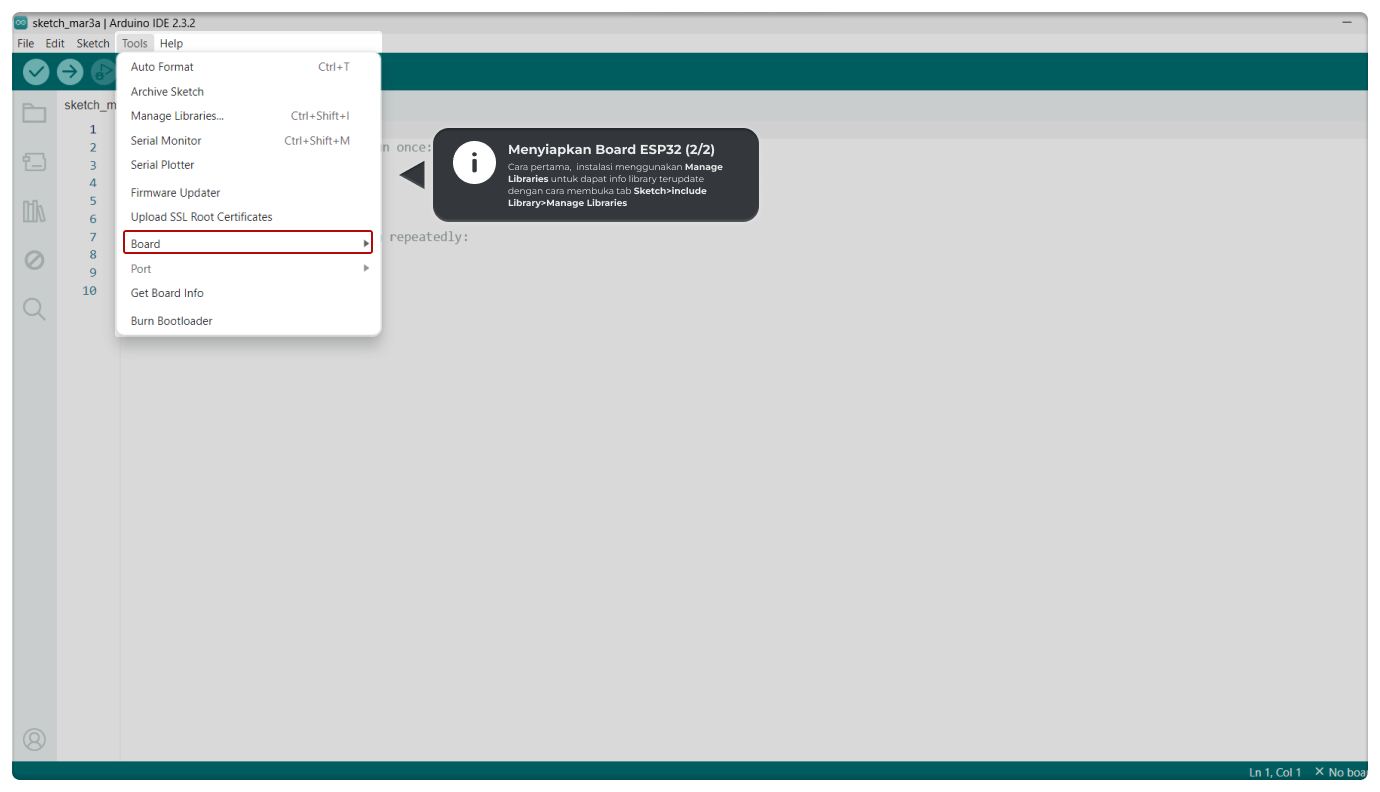 sketch_mar3a | Arduino IDE 2.3.2
File Edit Sketch Tools Help
Auto Format Ctrl+T
Archive Sketch
Manage Libraries... Ctrl+Shift+I
Serial Monitor Ctrl+Shift+M
Serial Plotter
Firmware Updater
Upload SSL Root Certificates
Board
Port
Get Board Info
Burn Bootloader
sketch_m
1
2
3
4
5
6
7
8
9
10
n once:
repeatedly:
Menyiapkan Board ESP32 (2/2)
Cara pertama, instalasi menggunakan Manage
Libraries untuk dapat info library terupdate
dengan cara membuka tab Sketch>include
Library>Manage Libraries
Ln 1, Col 1 × No boa